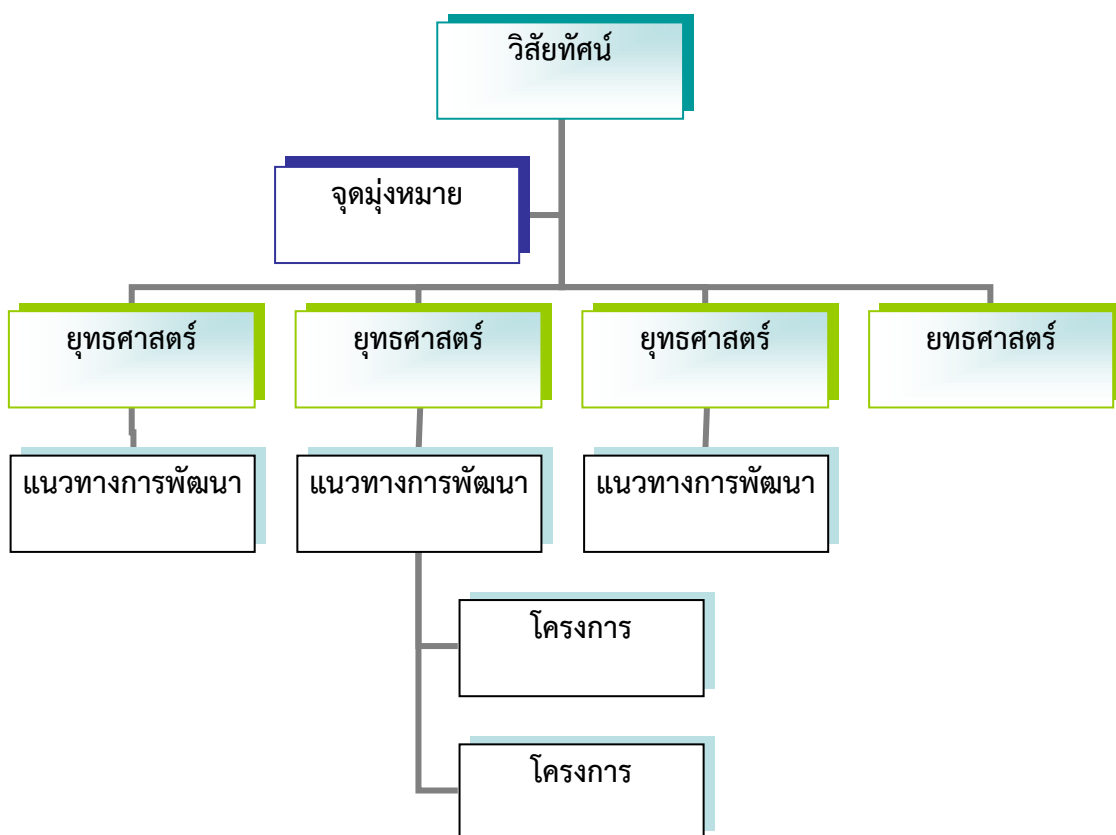 วิสัยทัศน์
จุดมุ่งหมาย
ยุทธศาสตร์
ยุทธศาสตร์
ยุทธศาสตร์
ยทธศาสตร์
แนวทางการพัฒนา
แนวทางการพัฒนา
แนวทางการพัฒนา
โครงการ
โครงการ